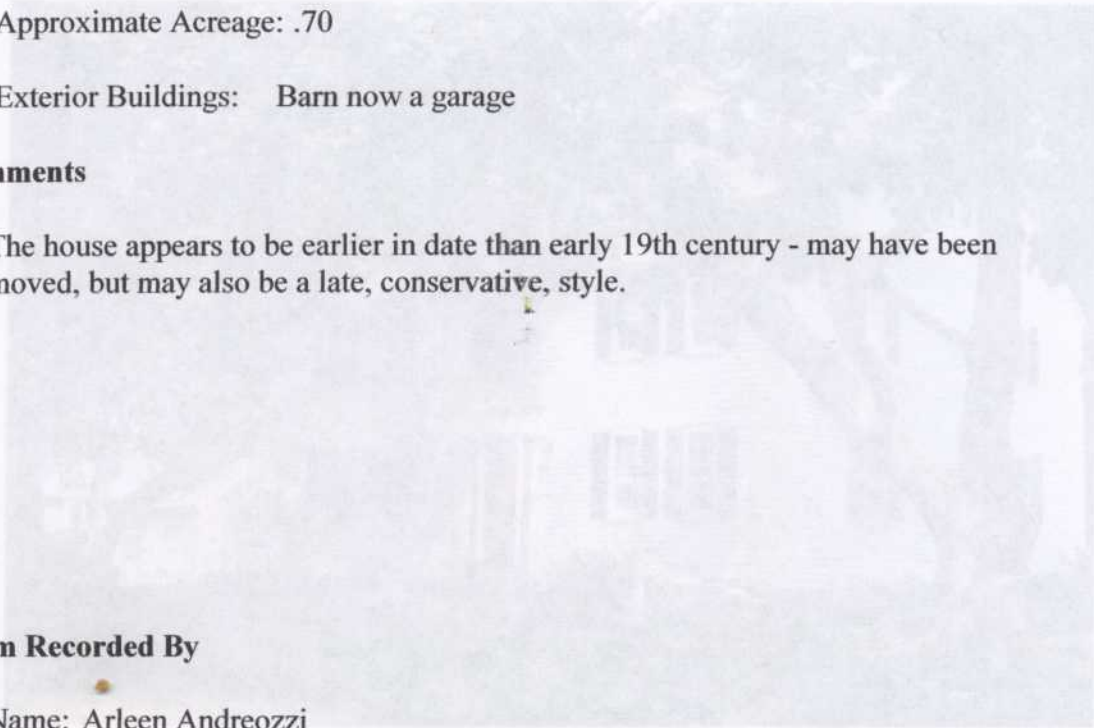 Approximate Acreage: .70
Exterior Buildings: Barn now a garage
mments
The house appears to be earlier in date than early 19th century - may have been
moved, but may also be a late, conservative, style.
m Recorded By
Name: Arleen Andreozzi